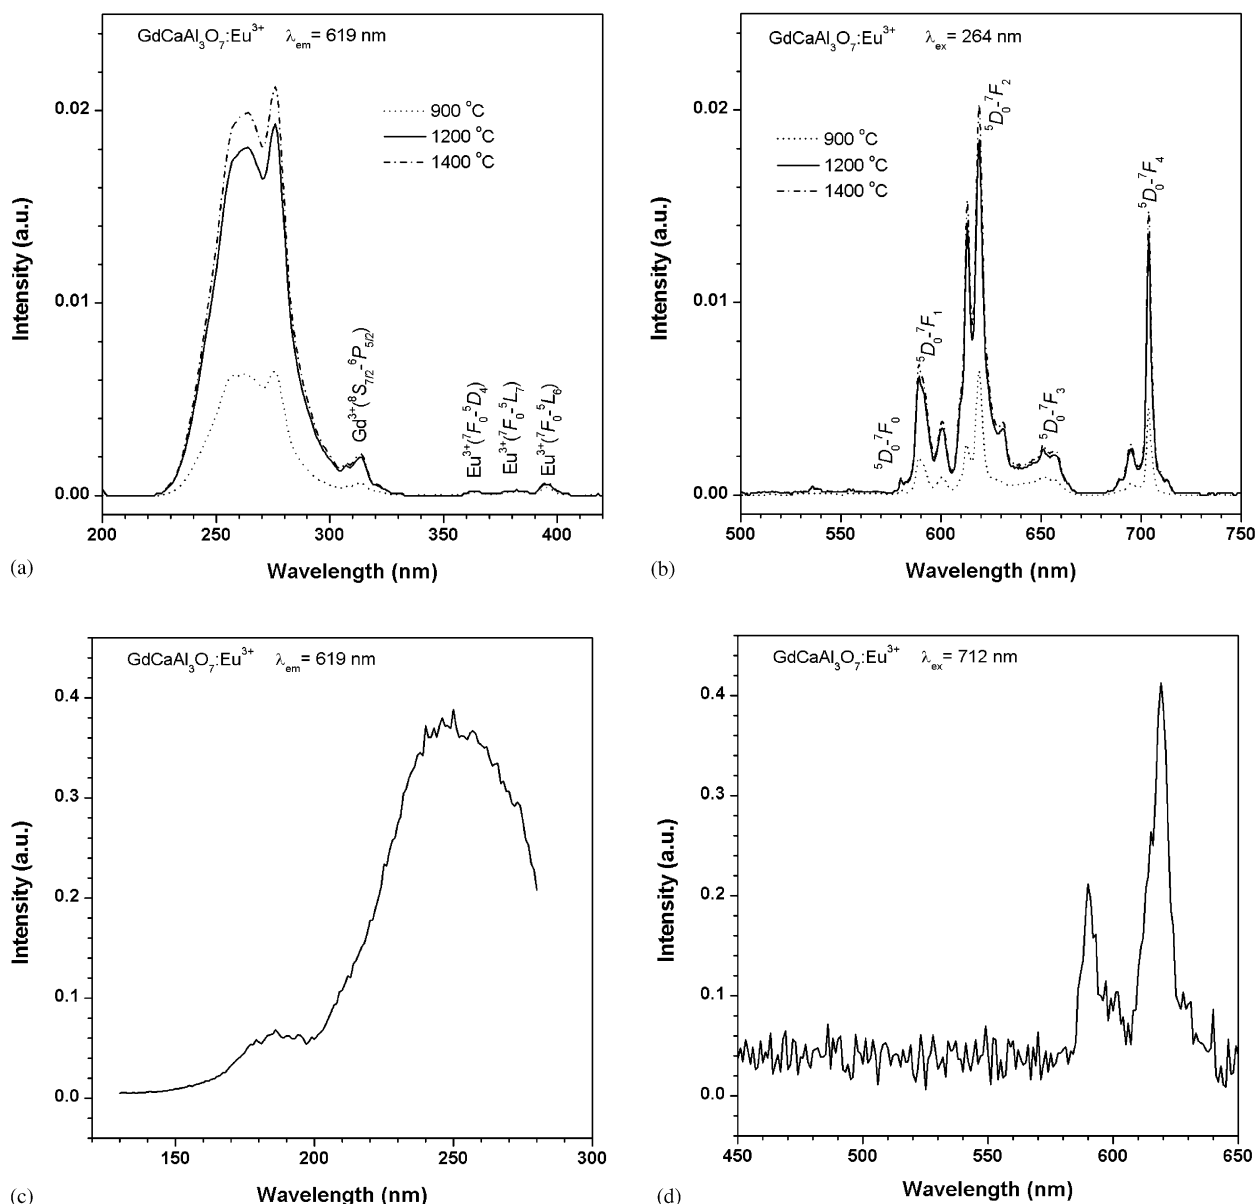 GdCaAl₃O₇:Eu³⁺ λem = 619 nm
0.02
0.01
0.00
900 °C
1200 °C
1400 °C
Gd³⁺(⁸S₇/₂-⁶P₅/₂)
Eu³⁺(⁷F₀-⁵D₄)
Eu³⁺(⁷F₀-⁵L₇)
Eu³⁺(⁷F₀-⁵L₆)
Intensity (a.u.)
200 250 300 350 400
Wavelength (nm)
(a)
GdCaAl₃O₇:Eu³⁺ λex = 264 nm
0.02
0.01
0.00
900 °C
1200 °C
1400 °C
⁵D₀-⁷F₀
⁵D₀-⁷F₁
⁵D₀-⁷F₂
⁵D₀-⁷F₃
⁵D₀-⁷F₄
Intensity (a.u.)
500 550 600 650 700 750
Wavelength (nm)
(b)
GdCaAl₃O₇:Eu³⁺ λem = 619 nm
0.4
0.3
0.2
0.1
0.0
Intensity (a.u.)
150 200 250 300
Wavelength (nm)
(c)
GdCaAl₃O₇:Eu³⁺ λex = 712 nm
0.4
0.3
0.2
0.1
0.0
Intensity (a.u.)
450 500 550 600 650
Wavelength (nm)
(d)